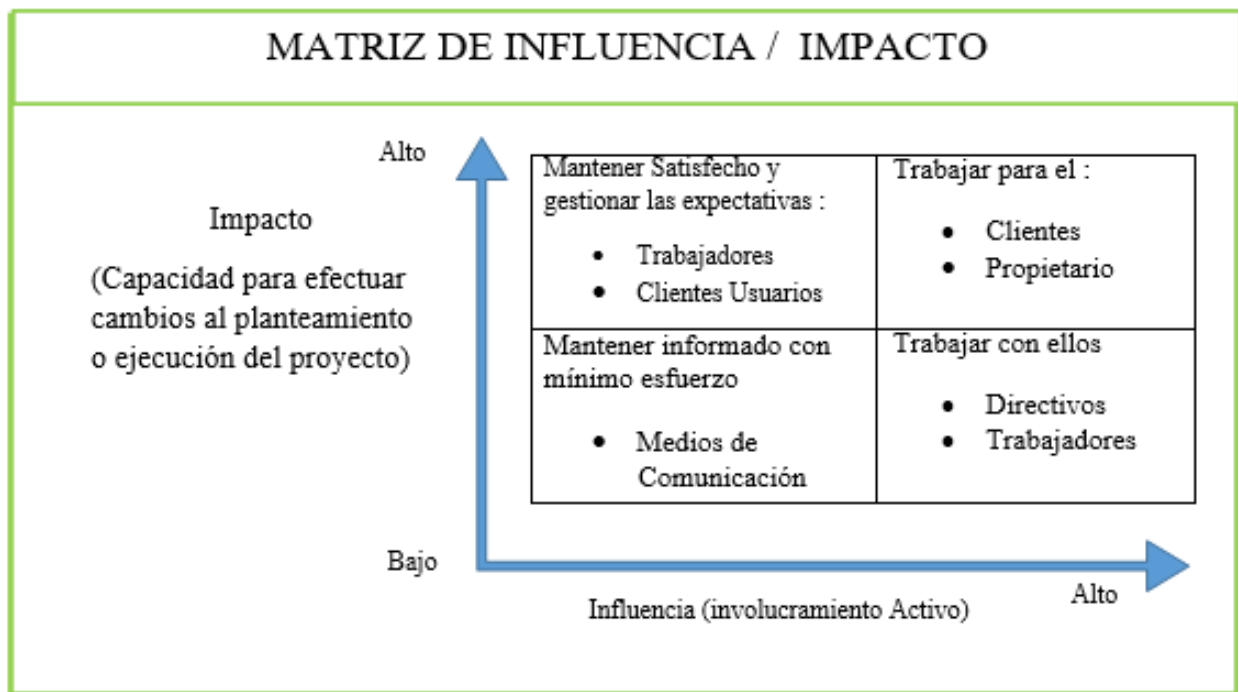 MATRIZ DE INFLUENCIA / IMPACTO
Alto
Impacto
(Capacidad para efectuar
cambios al planteamiento
o ejecución del proyecto)
Mantener Satisfecho y
gestionar las expectativas :
• Trabajadores
• Clientes Usuarios
Trabajar para el :
• Clientes
• Propietario
Mantener informado con
mínimo esfuerzo
• Medios de
Comunicación
Trabajar con ellos
• Directivos
• Trabajadores
Bajo
Influencia (involucramiento Activo)
Alto